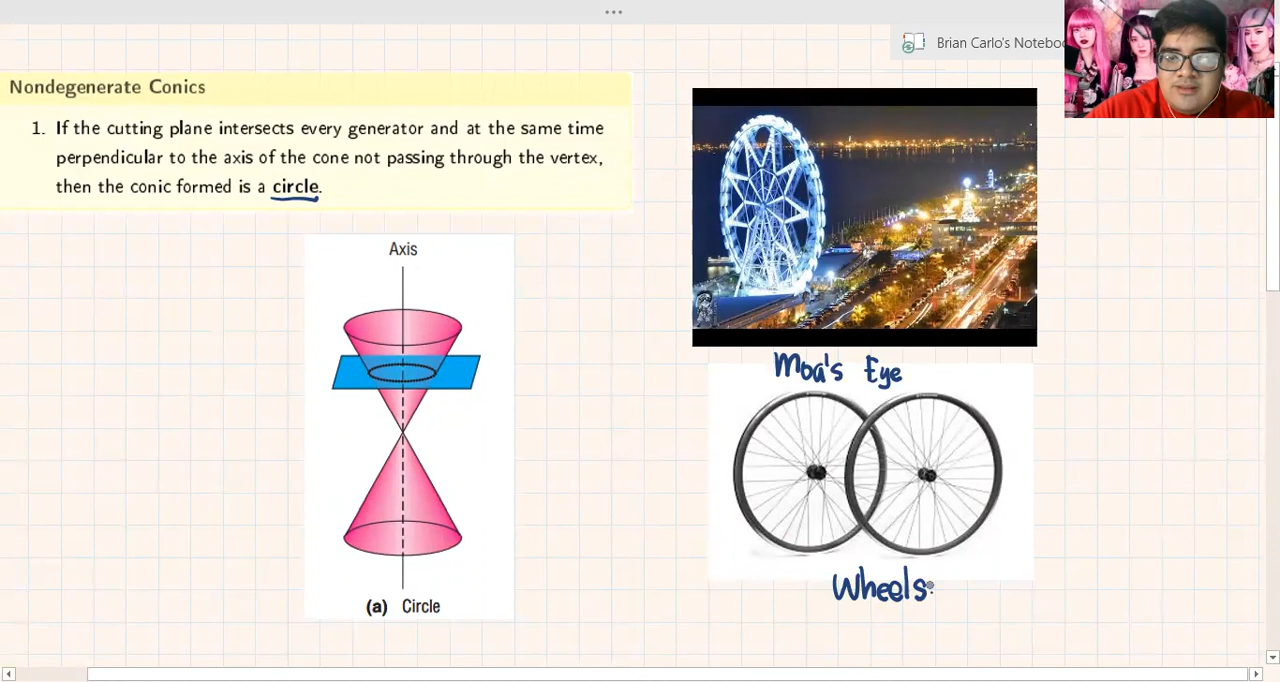 Brian Carlo's Notebo
Nondegenerate Conics
1. If the cutting plane intersects every generator and at the same time
perpendicular to the axis of the cone not passing through the vertex,
then the conic formed is a circle.
Axis
(a) Circle
Moa's Eye
Wheels